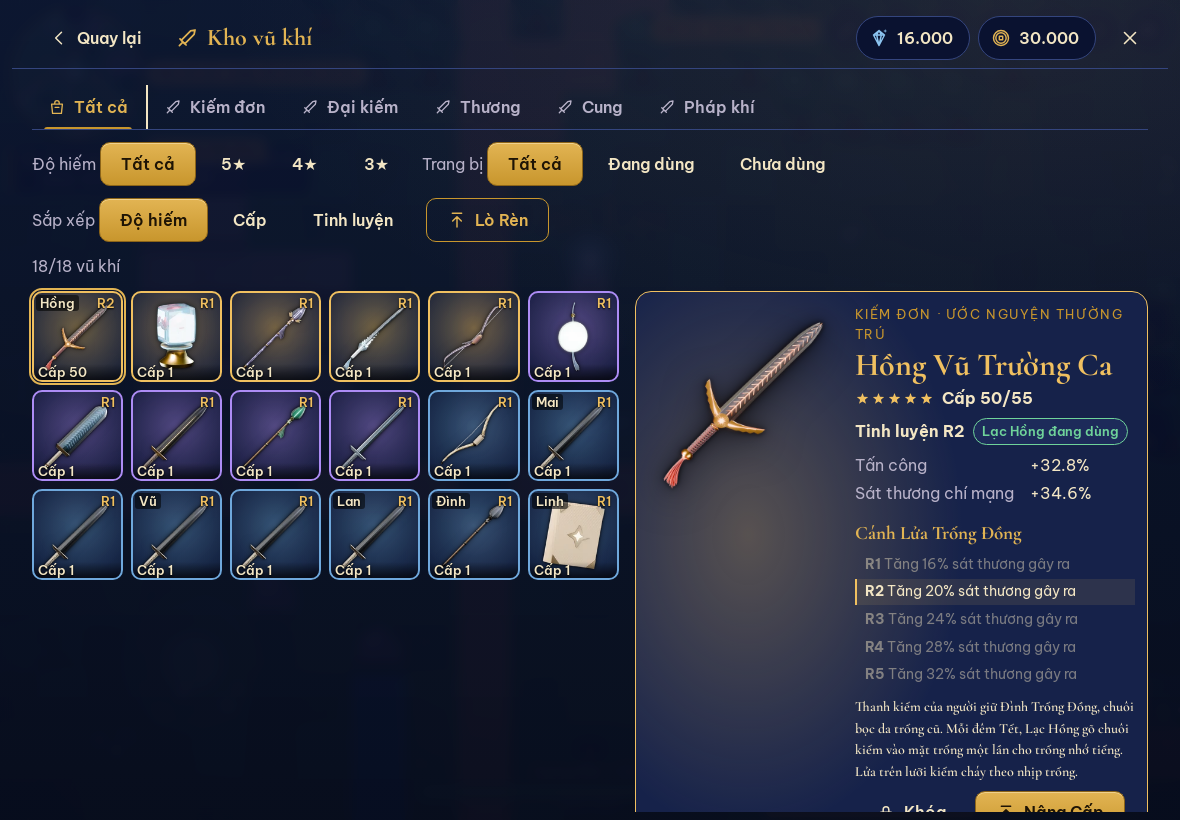 Quay lại
Kho vũ khí
16.000
30.000
Tất cả
Kiếm đơn
Đại kiếm
Thương
Cung
Pháp khí
Độ hiếm
Tất cả
5★
4★
3★
Trang bị
Tất cả
Đang dùng
Chưa dùng
Sắp xếp
Độ hiếm
Cấp
Tinh luyện
Lò Rèn
18/18 vũ khí
Hồng R2
R1
R1
R1
R1
R1
Cấp 50
Cấp 1
Cấp 1
Cấp 1
Cấp 1
Cấp 1
R1
R1
R1
R1
R1
Mai R1
Cấp 1
Cấp 1
Cấp 1
Cấp 1
Cấp 1
Cấp 1
R1
Vũ R1
R1
Lan R1
Đình R1
Linh R1
Cấp 1
Cấp 1
Cấp 1
Cấp 1
Cấp 1
Cấp 1
KIẾM ĐƠN · ƯỚC NGUYỆN THƯỜNG
TRÚ
Hồng Vũ Trường Ca
★★★★★ Cấp 50/55
Tinh luyện R2 Lạc Hồng đang dùng
Tấn công +32.8%
Sát thương chí mạng +34.6%
Cánh Lửa Trống Đồng
R1 Tăng 16% sát thương gây ra
R2 Tăng 20% sát thương gây ra
R3 Tăng 24% sát thương gây ra
R4 Tăng 28% sát thương gây ra
R5 Tăng 32% sát thương gây ra
Thanh kiếm của người giữ Đình Trống Đồng, chuôi
bọc da trống cũ. Mỗi đêm Tết, Lạc Hồng gõ chuôi
kiếm vào mặt trống một lần cho trống nhớ tiếng.
Lửa trên lưỡi kiếm cháy theo nhịp trống.
Khóa
Nâng Cấp